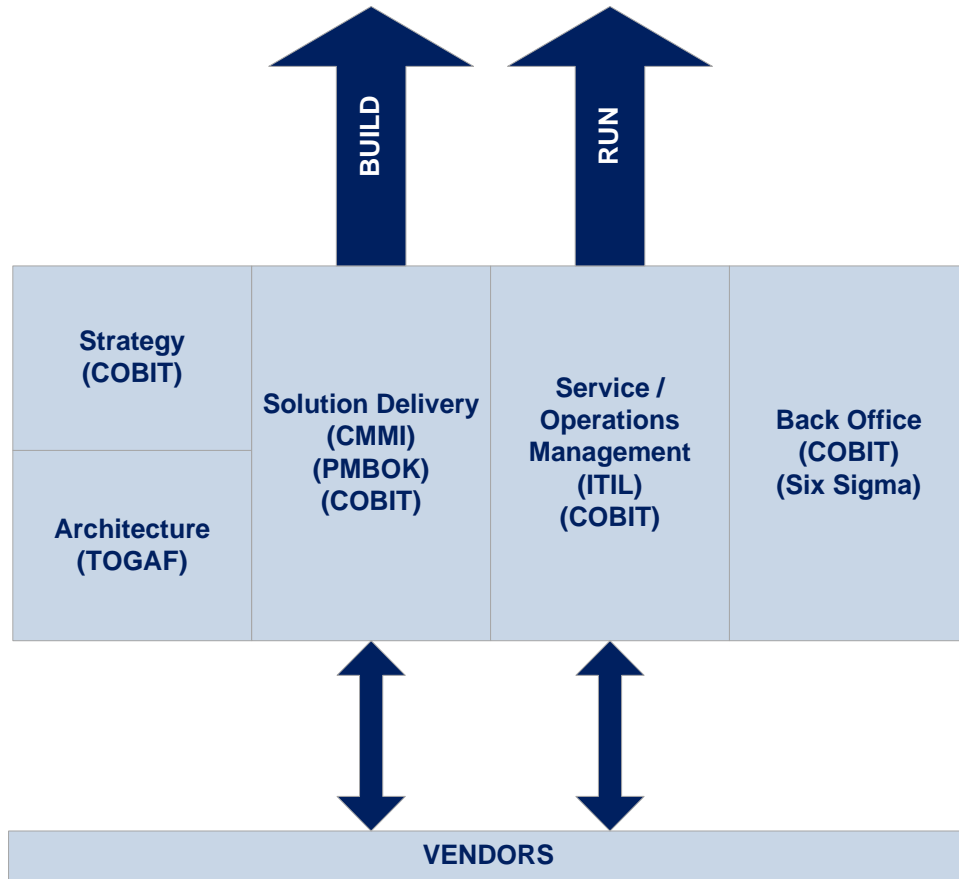 BUILD
RUN
Strategy
(COBIT)
Architecture
(TOGAF)
Solution Delivery
(CMMI)
(PMBOK)
(COBIT)
Service /
Operations
Management
(ITIL)
(COBIT)
Back Office
(COBIT)
(Six Sigma)
VENDORS